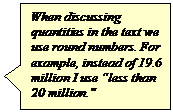 When discussing
quantities in the text we
use round numbers. For
example, instead of 19.6
million I use "less than
20 million."